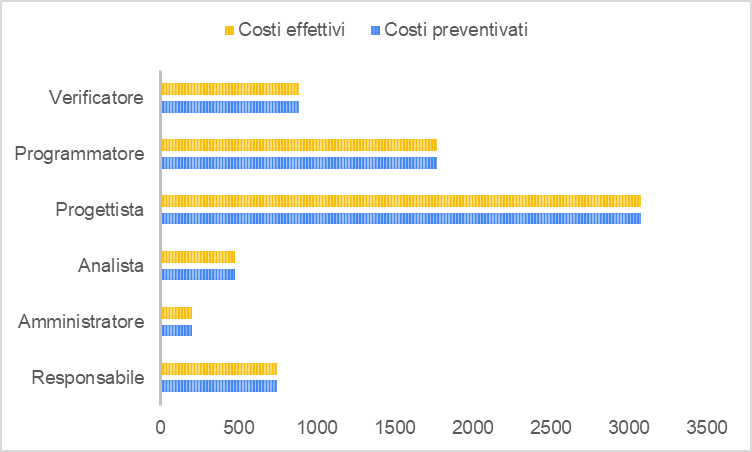 Costi effettivi Costi preventivati
Verificatore
Programmatore
Progettista
Analista
Amministratore
Responsabile
0 500 1000 1500 2000 2500 3000 3500